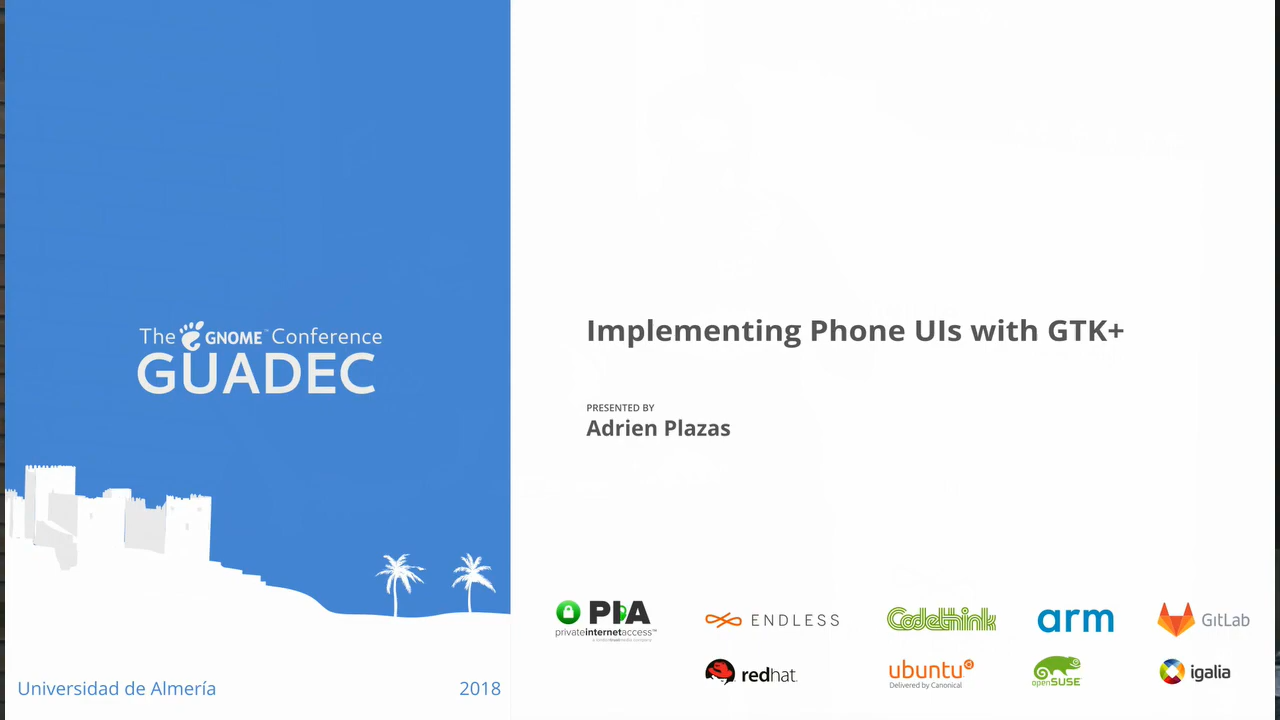 The GNOME Conference
GUADEC
Universidad de Almería
2018
Implementing Phone UIs with GTK+
PRESENTED BY
Adrien Plazas
PIA
privateinternetaccess™
ENDLESS
Codethink
arm
GitLab
redhat.
ubuntu
Delivered by Canonical
openSUSE
igalia